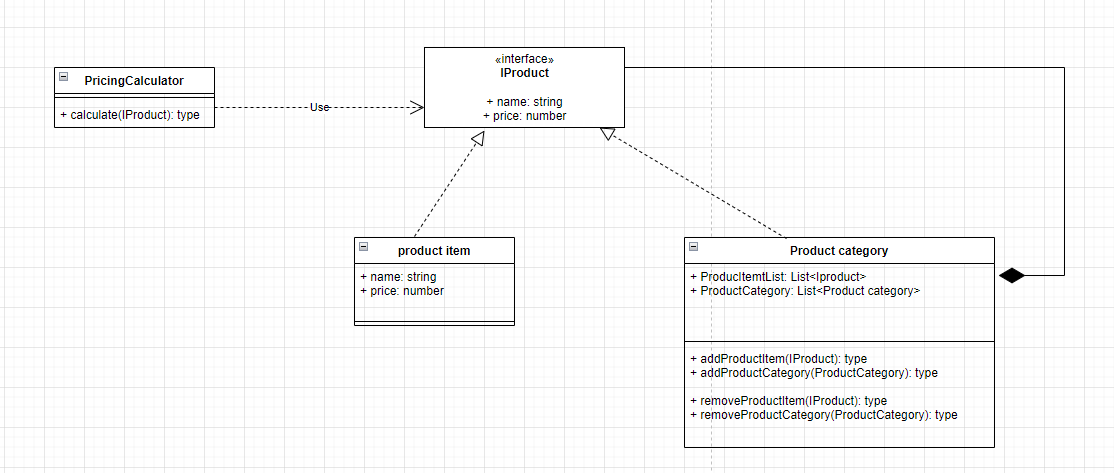 PricingCalculator
+ calculate(IProduct): type
Use
«interface»
IProduct
+ name: string
+ price: number
product item
+ name: string
+ price: number
Product category
+ ProducItemtList: List<Iproduct>
+ ProductCategory: List<Product category>
+ addProductItem(IProduct): type
+ addProductCategory(ProductCategory): type
+ removeProductItem(IProduct): type
+ removeProductCategory(ProductCategory): type